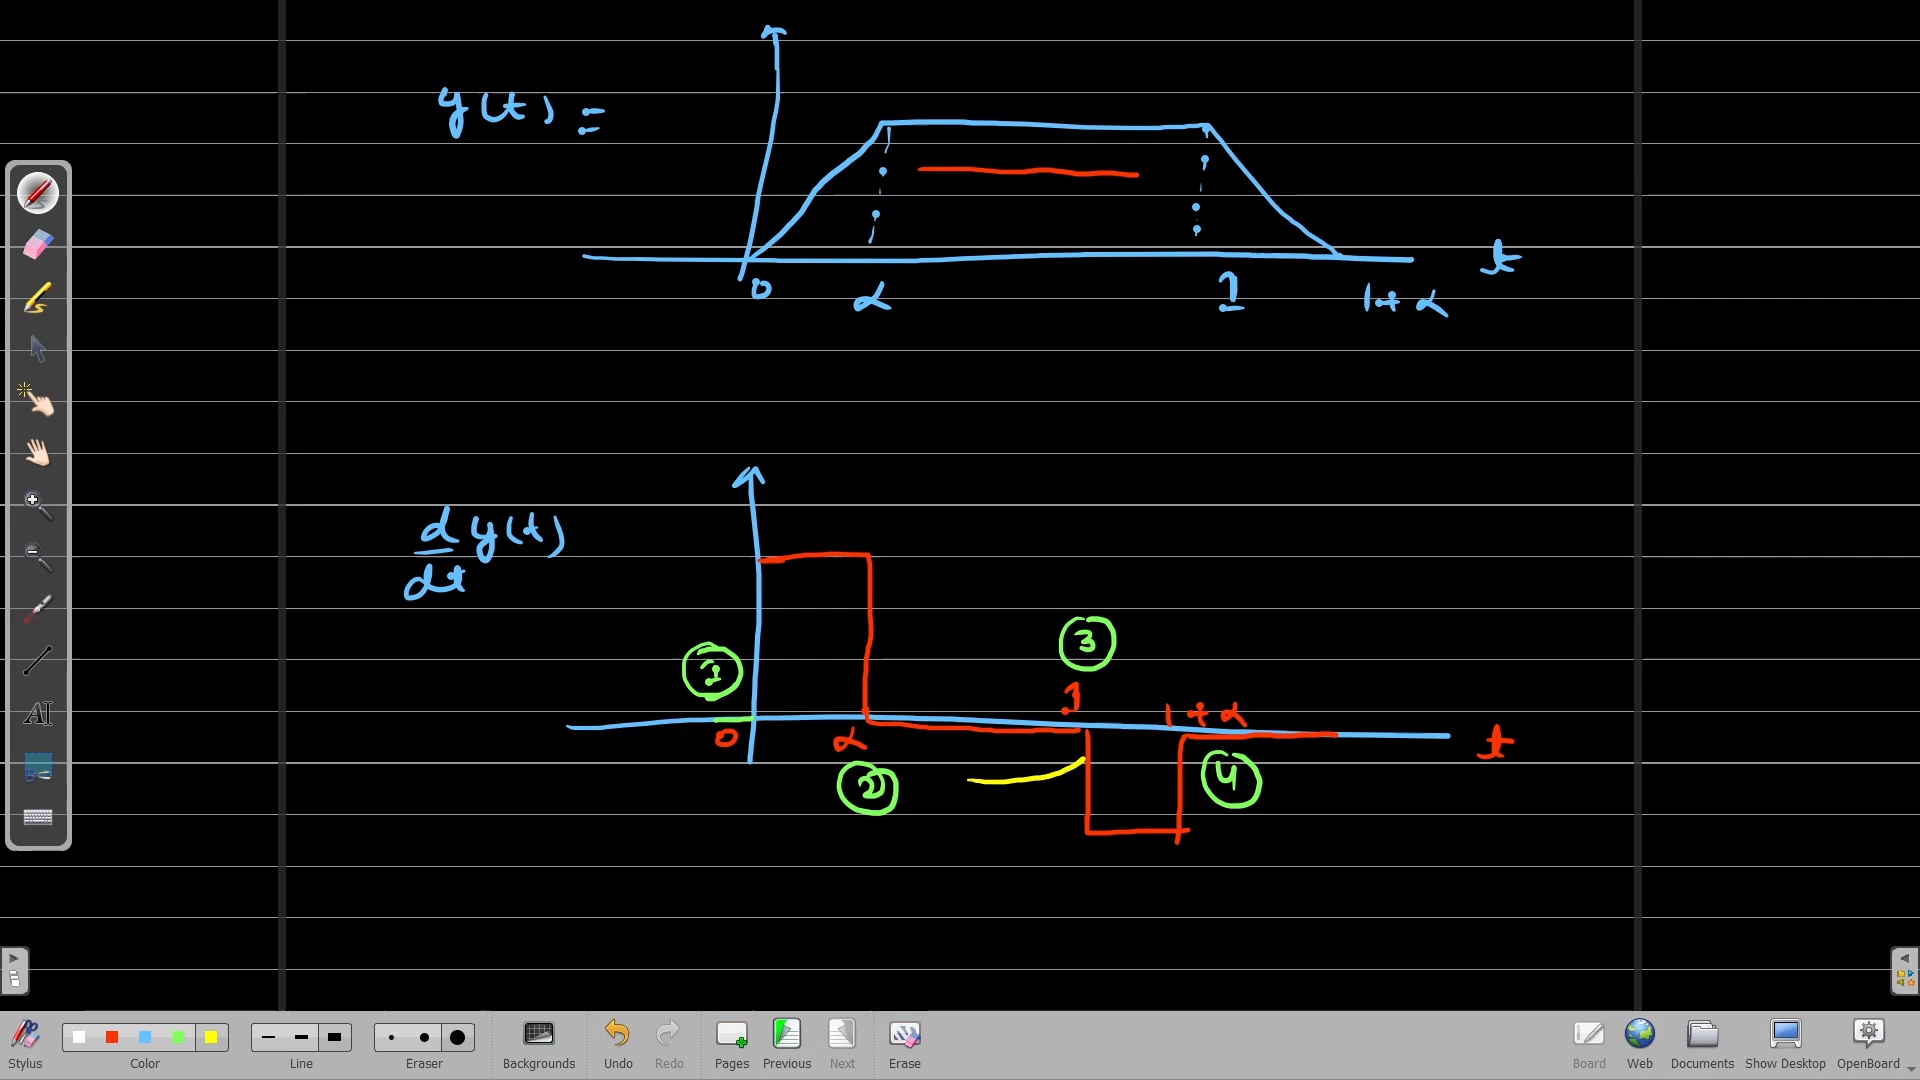 y(t) =
0 α 1 1+α t
d/dt y(t)
3
1
1 1+α
0 α t
2 4
AI
Stylus Color Line Eraser Backgrounds Undo Redo Pages Previous Next Erase Board Web Documents Show Desktop OpenBoard